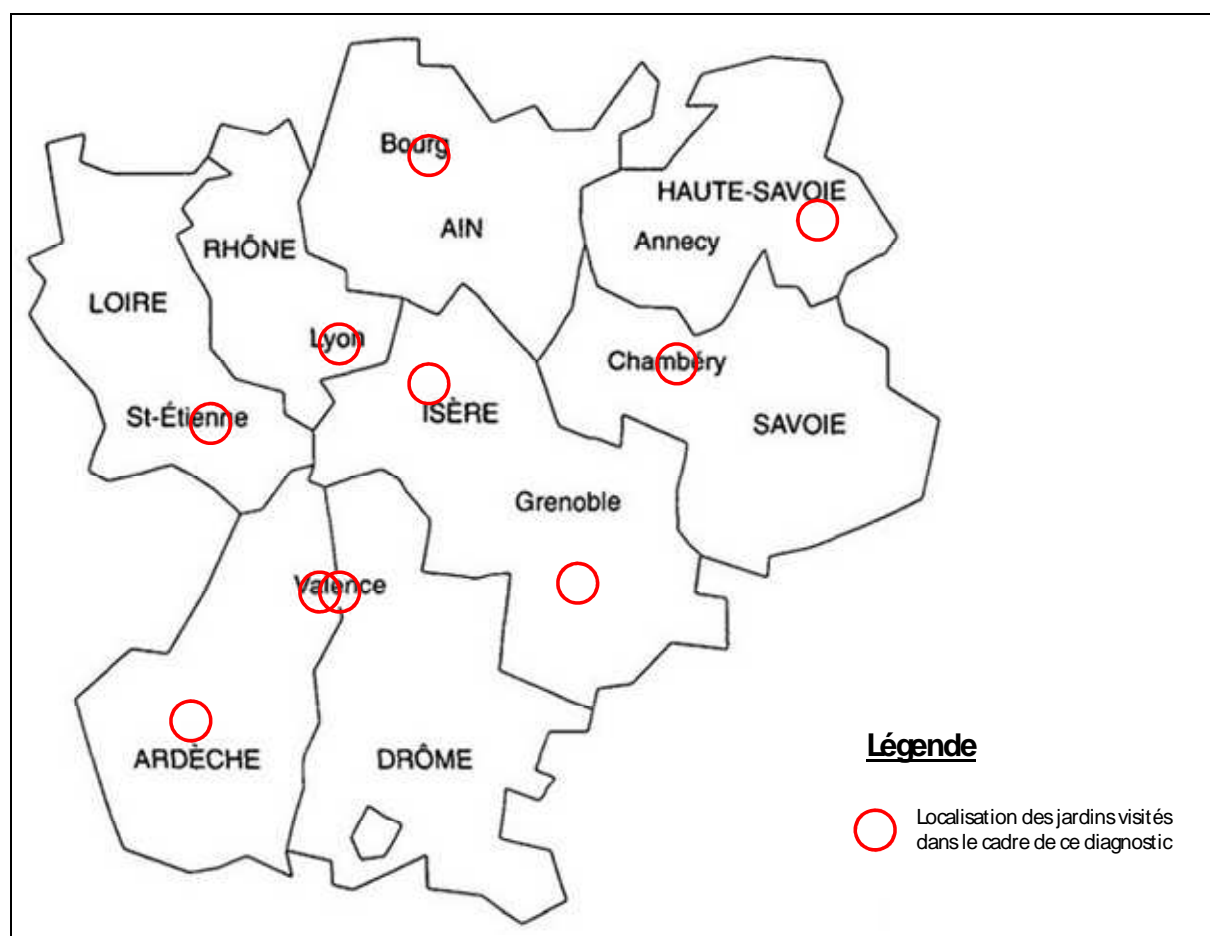 Bourg
HAUTE-SAVOIE
AIN
Annecy
RHÔNE
LOIRE
Lyon
Chambéry
St-Étienne
ISÈRE
SAVOIE
Grenoble
Valence
ARDÈCHE
DRÔME
Légende
Localisation des jardins visités
dans le cadre de ce diagnostic